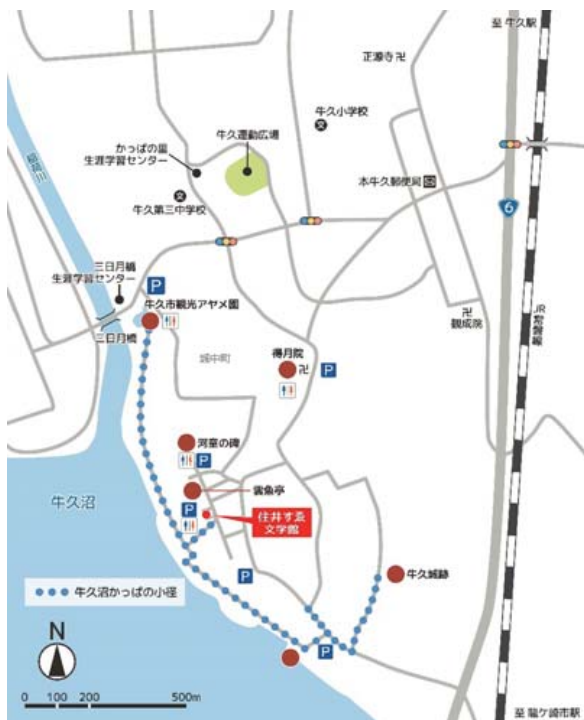 至 牛久駅
正源寺
牛久小学校
牛久運動広場
かっぱの里
生涯学習センター
稲荷川
牛久第三中学校
本牛久郵便局
6
三日月橋
生涯学習センター
P
牛久市観光アヤメ園
三日月橋
観成院
JR常磐線
城中町
得月院
P
河童の碑
P
雲魚亭
P
住井すゑ
文学館
牛久沼
牛久城跡
P
牛久沼かっぱの小径
P
N
0 100 200 500m
至 龍ケ崎市駅